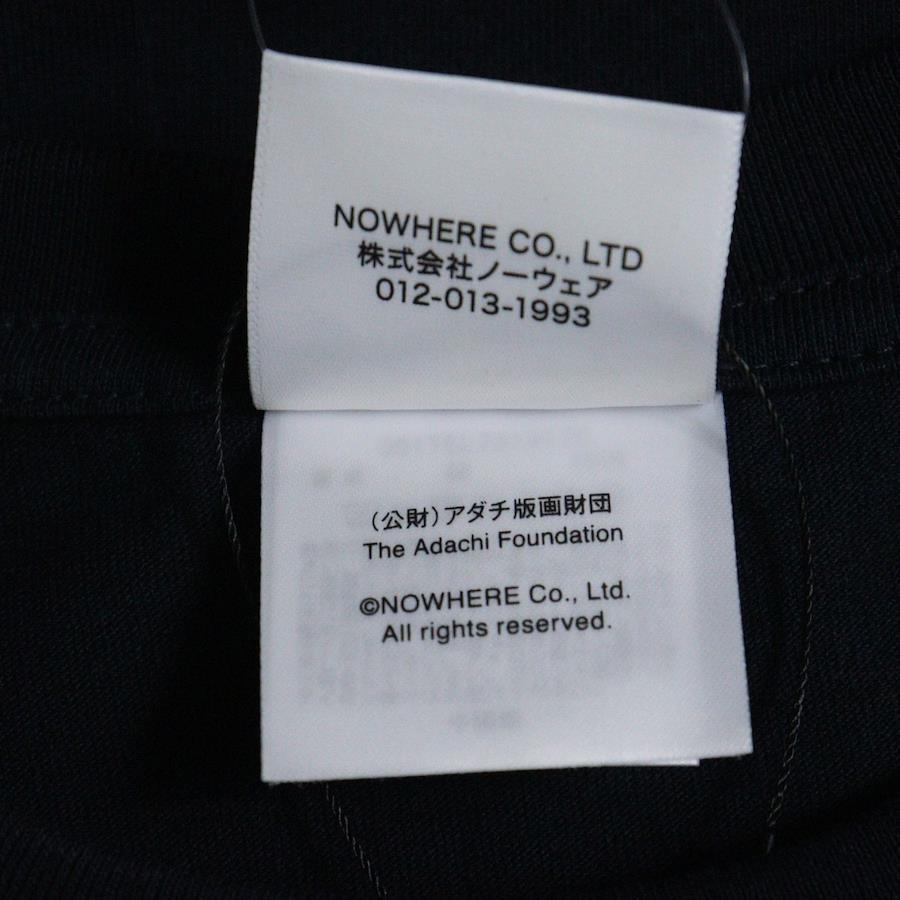 NOWHERE CO., LTD
株式会社ノーウェア
012-013-1993
（公財）アダチ版画財団
The Adachi Foundation
©NOWHERE Co., Ltd.
All rights reserved.